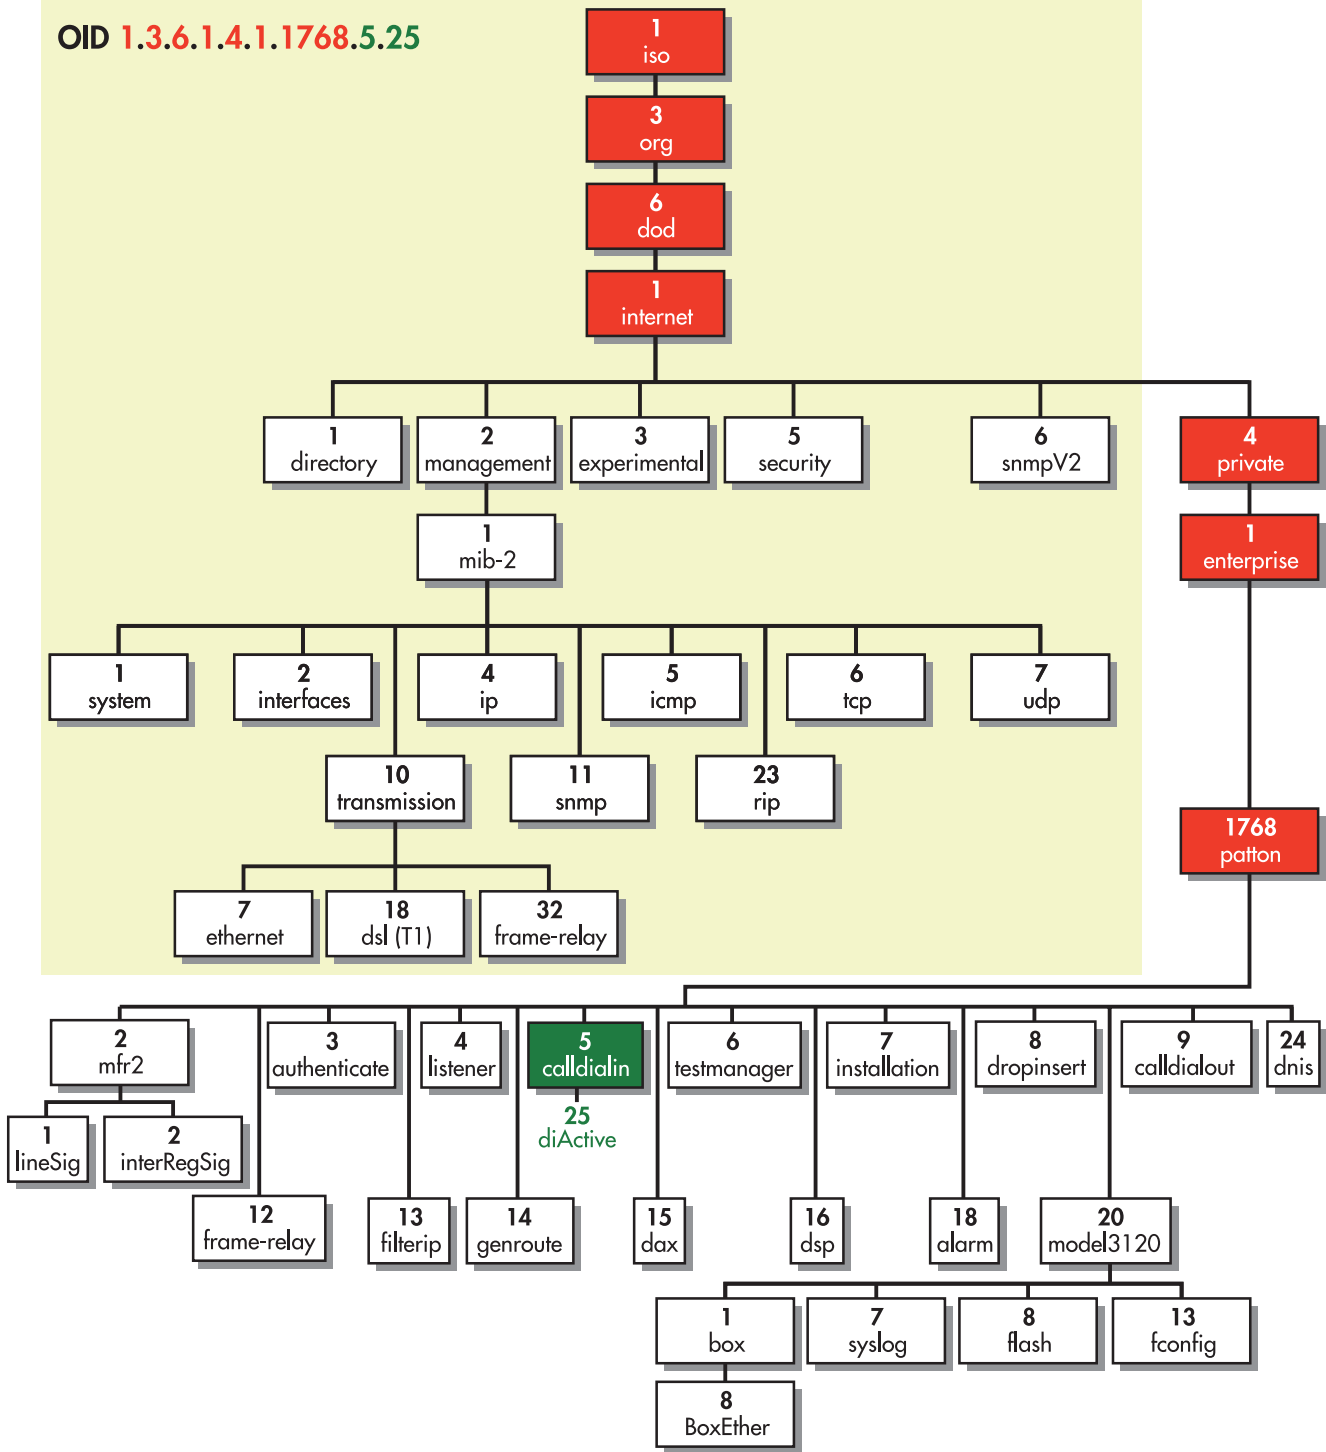 OID 1.3.6.1.4.1.1768.5.25
1
iso
3
org
6
dod
1
internet
1
directory
2
management
3
experimental
5
security
6
snmpV2
4
private
1
mib-2
1
enterprise
1
system
2
interfaces
4
ip
5
icmp
6
tcp
7
udp
10
transmission
11
snmp
23
rip
1768
patton
7
ethernet
18
dsl (T1)
32
frame-relay
2
mfr2
3
authenticate
4
listener
5
calldialin
6
testmanager
7
installation
8
dropinsert
9
calldialout
24
dnis
25
diActive
1
lineSig
2
interRegSig
12
frame-relay
13
filterip
14
genroute
15
dax
16
dsp
18
alarm
20
model3120
1
box
7
syslog
8
flash
13
fconfig
8
BoxEther